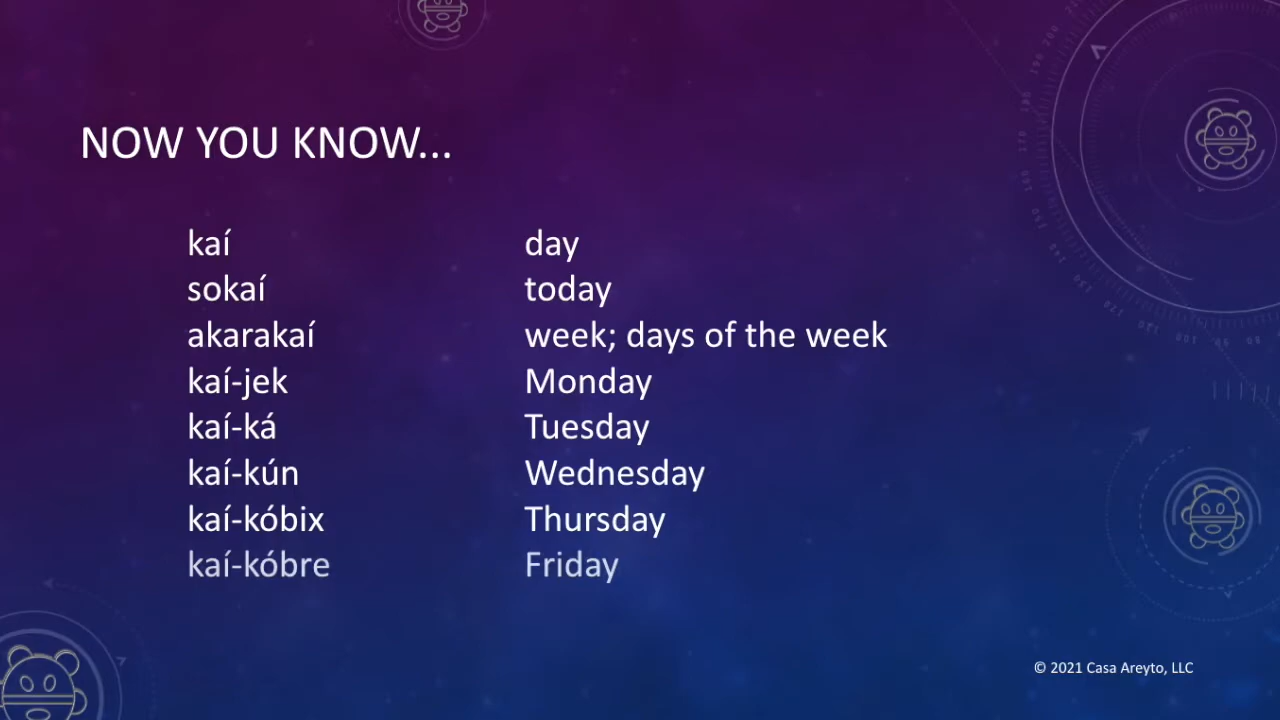 NOW YOU KNOW...
kaí day
sokaí today
akarakaí week; days of the week
kaí-jek Monday
kaí-ká Tuesday
kaí-kún Wednesday
kaí-kóbix Thursday
kaí-kóbre Friday
© 2021 Casa Areyto, LLC